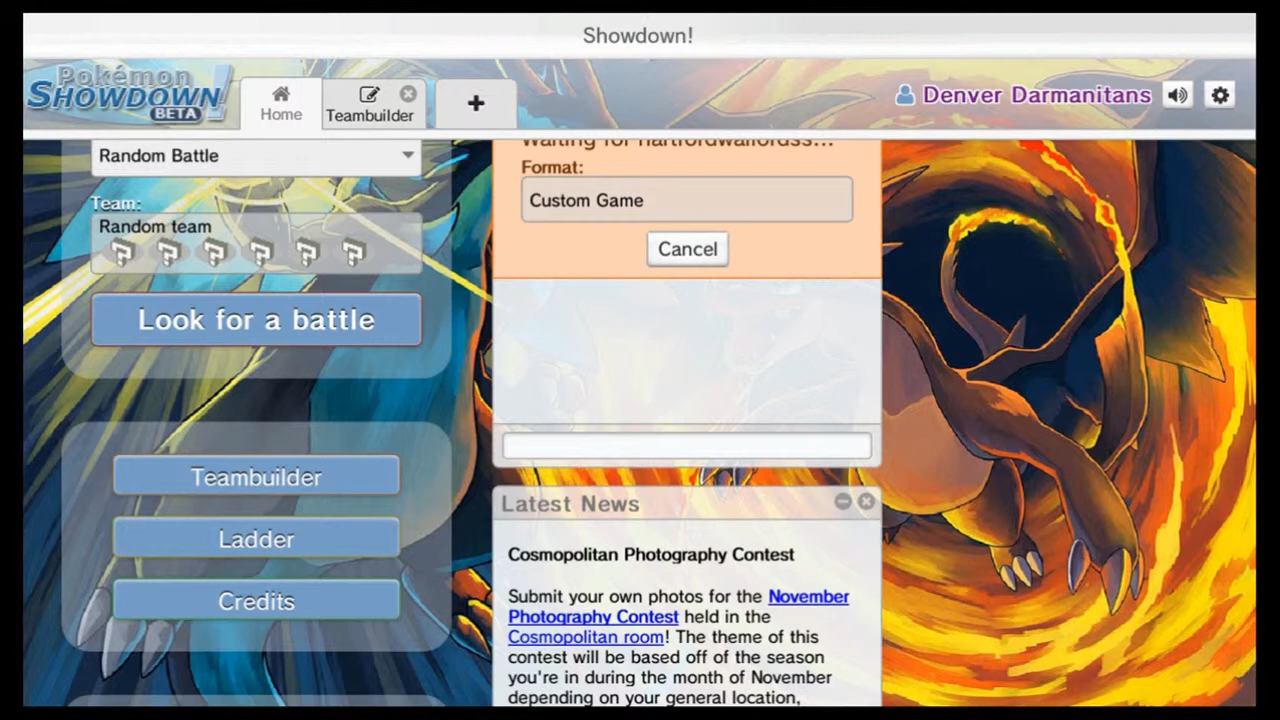 Showdown!
Pokémon
SHOWDOWN!
BETA
Home
Teambuilder
+
Denver Darmanitans
Random Battle
Team:
Random team
? ? ? ? ? ?
Look for a battle
Teambuilder
Ladder
Credits
Waiting for hartfordwailordss...
Format:
Custom Game
Cancel
Latest News
Cosmopolitan Photography Contest
Submit your own photos for the November
Photography Contest held in the
Cosmopolitan room! The theme of this
contest will be based off of the season
you're in during the month of November
depending on your general location,